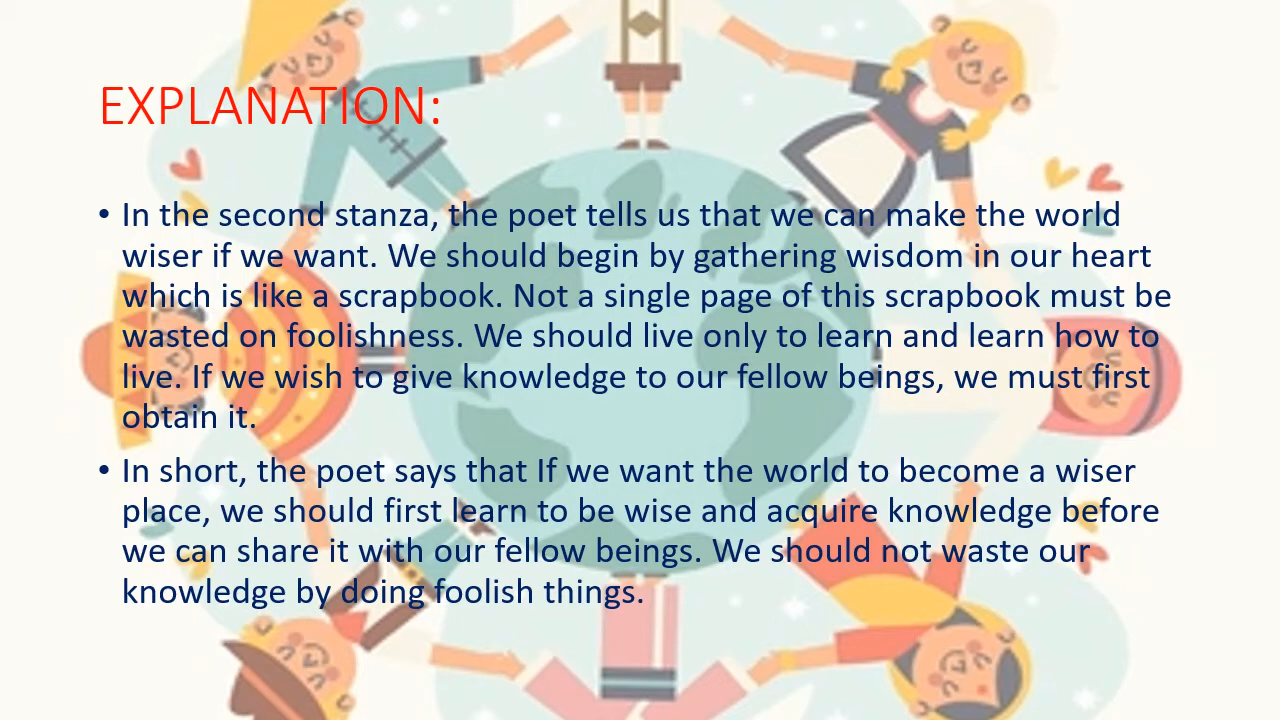 EXPLANATION:
• In the second stanza, the poet tells us that we can make the world
wiser if we want. We should begin by gathering wisdom in our heart
which is like a scrapbook. Not a single page of this scrapbook must be
wasted on foolishness. We should live only to learn and learn how to
live. If we wish to give knowledge to our fellow beings, we must first
obtain it.
• In short, the poet says that If we want the world to become a wiser
place, we should first learn to be wise and acquire knowledge before
we can share it with our fellow beings. We should not waste our
knowledge by doing foolish things.